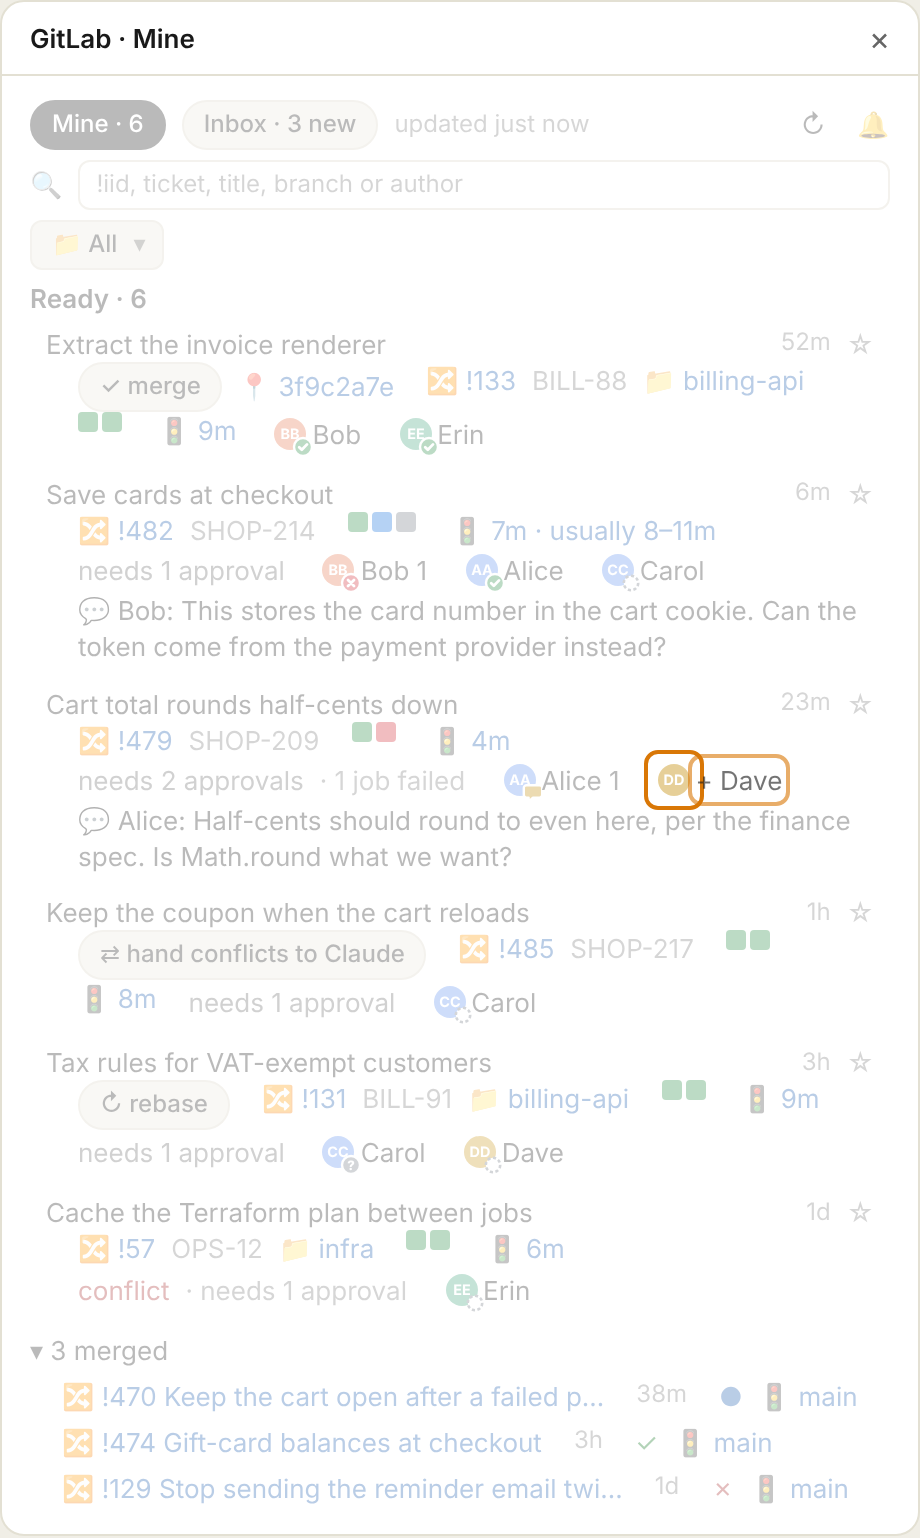 GitLab · Mine ×
Mine · 6 Inbox · 3 new updated just now
!iid, ticket, title, branch or author
All ▾
Ready · 6
Extract the invoice renderer 52m
✓ merge 3f9c2a7e !133 BILL-88 billing-api
9m BB Bob EE Erin
Save cards at checkout 6m
!482 SHOP-214 7m · usually 8–11m
needs 1 approval BB Bob 1 AA Alice CC Carol
Bob: This stores the card number in the cart cookie. Can the
token come from the payment provider instead?
Cart total rounds half-cents down 23m
!479 SHOP-209 4m
needs 2 approvals · 1 job failed AA Alice 1 DD + Dave
Alice: Half-cents should round to even here, per the finance
spec. Is Math.round what we want?
Keep the coupon when the cart reloads 1h
⇄ hand conflicts to Claude !485 SHOP-217
8m needs 1 approval CC Carol
Tax rules for VAT-exempt customers 3h
↻ rebase !131 BILL-91 billing-api 9m
needs 1 approval CC ? Carol DD Dave
Cache the Terraform plan between jobs 1d
!57 OPS-12 infra 6m
conflict · needs 1 approval EE Erin
▾ 3 merged
!470 Keep the cart open after a failed p… 38m main
!474 Gift-card balances at checkout 3h ✓ main
!129 Stop sending the reminder email twi… 1d × main